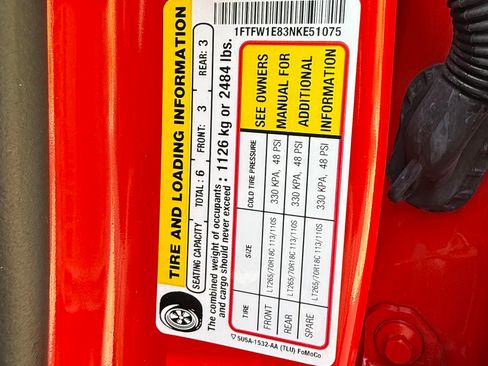 1FTFW1E83NKE51075
TIRE AND LOADING INFORMATION
SEATING CAPACITY TOTAL: 6 FRONT: 3 REAR: 3
The combined weight of occupants
and cargo should never exceed : 1126 kg or 2484 lbs.
TIRE SIZE COLD TIRE PRESSURE
FRONT LT265/70R18C 113/110S 330 KPA, 48 PSI
REAR LT265/70R18C 113/110S 330 KPA, 48 PSI
SPARE LT265/70R18C 113/110S 330 KPA, 48 PSI
SEE OWNERS
MANUAL FOR
ADDITIONAL
INFORMATION
5U5A-1532-AA (TLU) FoMoCo